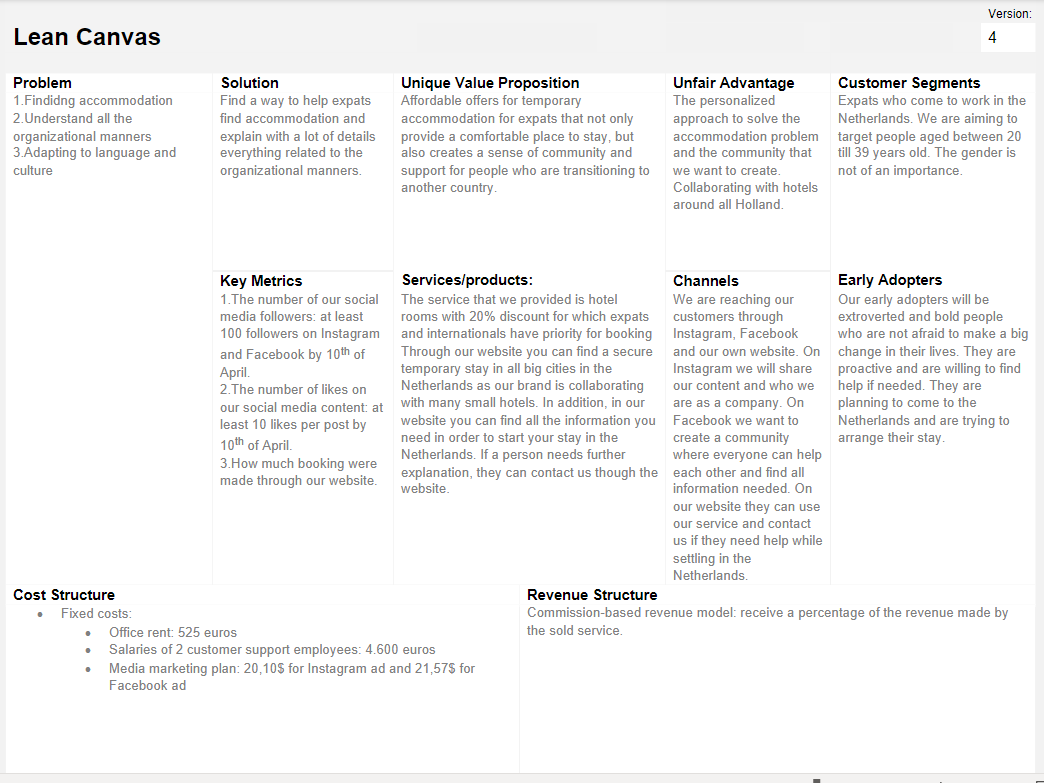 Version:
Lean Canvas
4
Problem
1.Findidng accommodation
2.Understand all the
organizational manners
3.Adapting to language and
culture
Solution
Find a way to help expats
find accommodation and
explain with a lot of details
everything related to the
organizational manners.
Key Metrics
1.The number of our social
media followers: at least
100 followers on Instagram
and Facebook by 10th of
April.
2.The number of likes on
our social media content: at
least 10 likes per post by
10th of April.
3.How much booking were
made through our website.
Unique Value Proposition
Affordable offers for temporary
accommodation for expats that not only
provide a comfortable place to stay, but
also creates a sense of community and
support for people who are transitioning to
another country.
Services/products:
The service that we provided is hotel
rooms with 20% discount for which expats
and internationals have priority for booking
Through our website you can find a secure
temporary stay in all big cities in the
Netherlands as our brand is collaborating
with many small hotels. In addition, in our
website you can find all the information you
need in order to start your stay in the
Netherlands. If a person needs further
explanation, they can contact us though the
website.
Unfair Advantage
The personalized
approach to solve the
accommodation problem
and the community that
we want to create.
Collaborating with hotels
around all Holland.
Channels
We are reaching our
customers through
Instagram, Facebook
and our own website. On
Instagram we will share
our content and who we
are as a company. On
Facebook we want to
create a community
where everyone can help
each other and find all
information needed. On
our website they can use
our service and contact
us if they need help while
settling in the
Netherlands.
Customer Segments
Expats who come to work in the
Netherlands. We are aiming to
target people aged between 20
till 39 years old. The gender is
not of an importance.
Early Adopters
Our early adopters will be
extroverted and bold people
who are not afraid to make a big
change in their lives. They are
proactive and are willing to find
help if needed. They are
planning to come to the
Netherlands and are trying to
arrange their stay.
Cost Structure
• Fixed costs:
• Office rent: 525 euros
• Salaries of 2 customer support employees: 4.600 euros
• Media marketing plan: 20,10$ for Instagram ad and 21,57$ for
Facebook ad
Revenue Structure
Commission-based revenue model: receive a percentage of the revenue made by
the sold service.